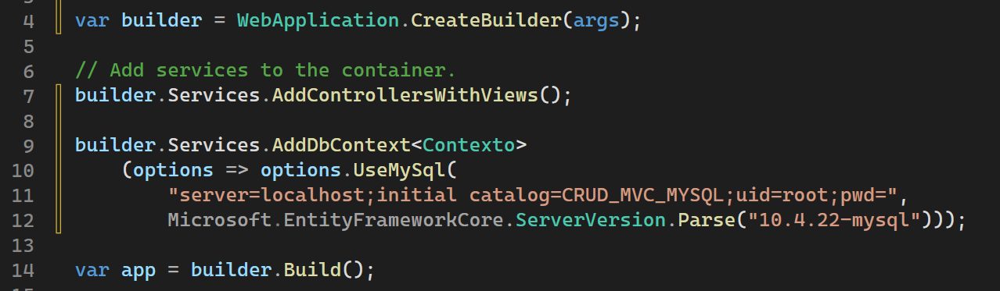 4 var builder = WebApplication.CreateBuilder(args);
5
6 // Add services to the container.
7 builder.Services.AddControllersWithViews();
8
9 builder.Services.AddDbContext<Contexto>
10 (options => options.UseMySql(
11 "server=localhost;initial catalog=CRUD_MVC_MYSQL;uid=root;pwd=",
12 Microsoft.EntityFrameworkCore.ServerVersion.Parse("10.4.22-mysql")));
13
14 var app = builder.Build();